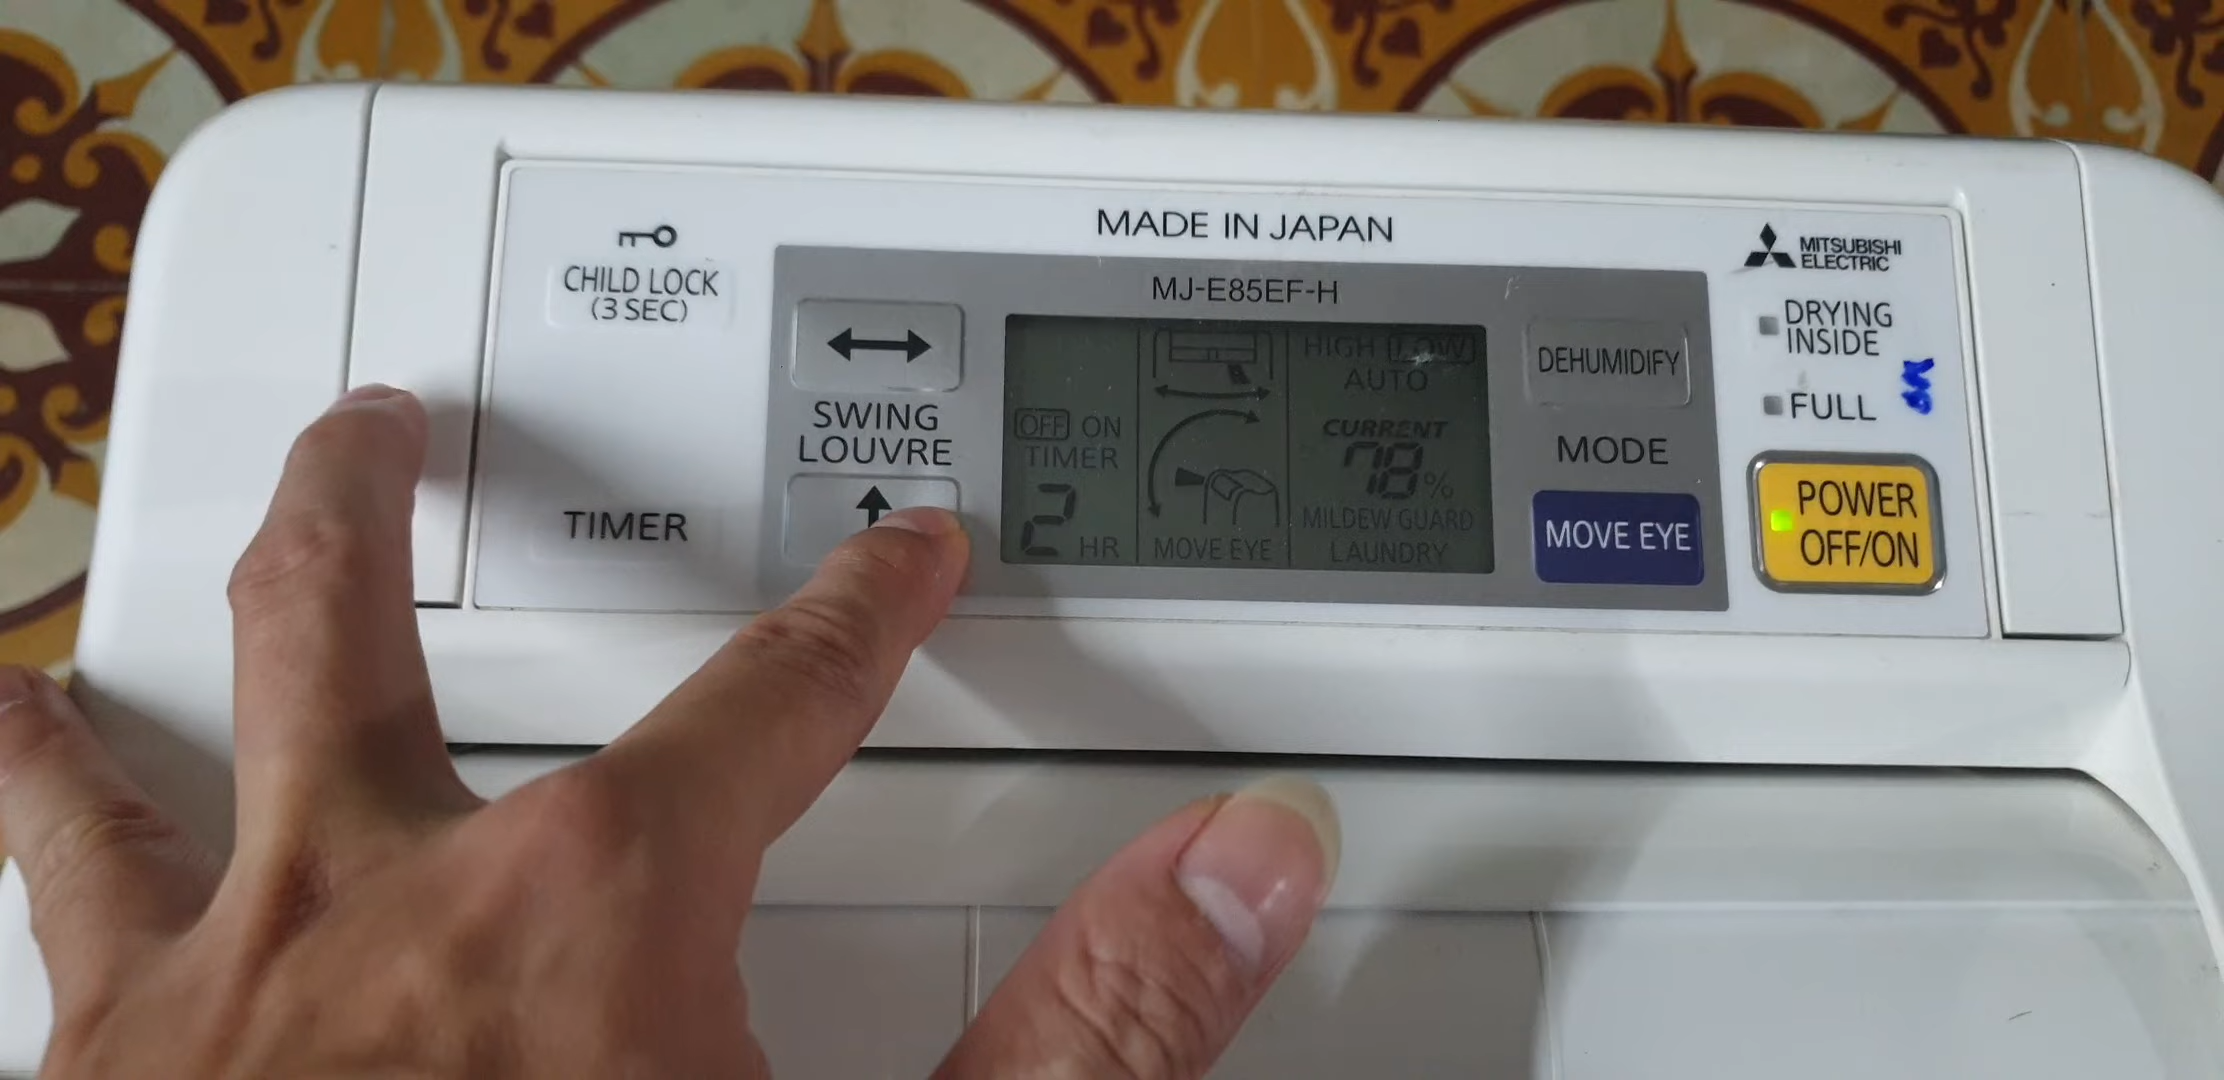 MADE IN JAPAN
MITSUBISHI
ELECTRIC
CHILD LOCK
(3 SEC)
MJ-E85EF-H
DRYING
INSIDE
HIGH (LOW)
AUTO
DEHUMIDIFY
FULL
SWING
LOUVRE
OFF ON
TIMER
CURRENT
78%
MODE
TIMER
2 HR
MOVE EYE
MILDEW GUARD
LAUNDRY
MOVE EYE
POWER
OFF/ON